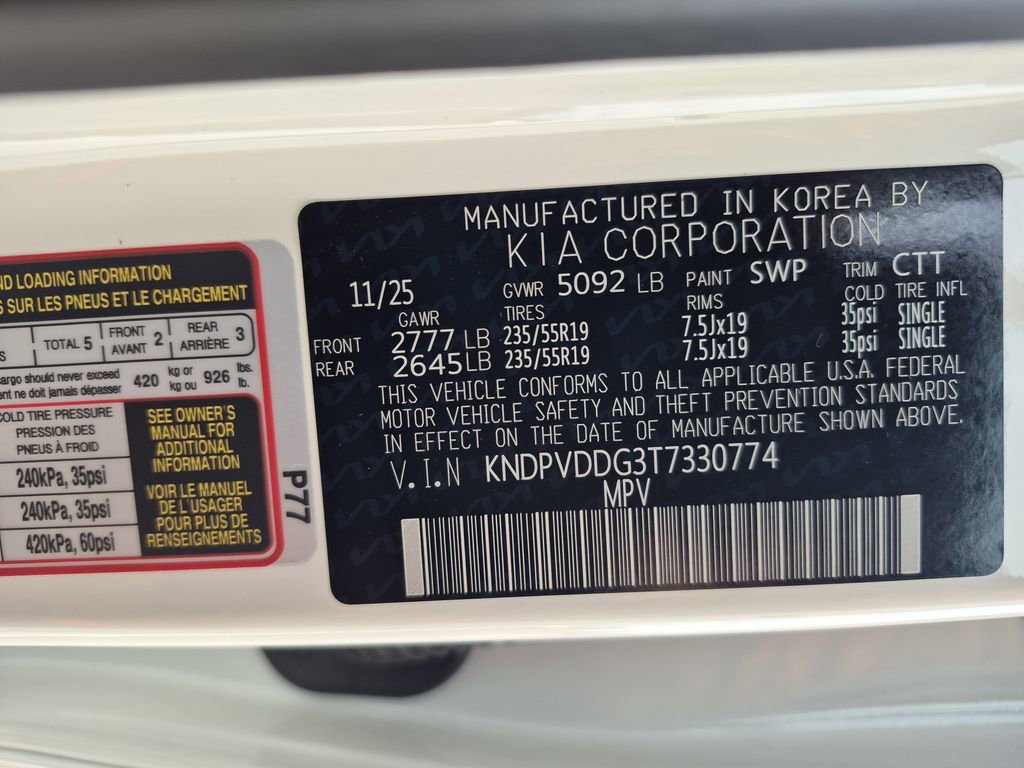 ND LOADING INFORMATION
S SUR LES PNEUS ET LE CHARGEMENT
S TOTAL 5 FRONT AVANT 2 REAR ARRIÈRE 3
argo should never exceed 420 kg or 926 lbs.
ent ne doit jamais dépasser kg ou lb.
COLD TIRE PRESSURE
PRESSION DES
PNEUS À FROID
240kPa, 35psi
240kPa, 35psi
420kPa, 60psi
SEE OWNER'S
MANUAL FOR
ADDITIONAL
INFORMATION
VOIR LE MANUEL
DE L'USAGER
POUR PLUS DE
RENSEIGNEMENTS
P77
MANUFACTURED IN KOREA BY
KIA CORPORATION
11/25 GVWR 5092 LB PAINT SWP TRIM CTT
GAWR TIRES RIMS COLD TIRE INFL
FRONT 2777 LB 235/55R19 7.5Jx19 35psi SINGLE
REAR 2645 LB 235/55R19 7.5Jx19 35psi SINGLE
THIS VEHICLE CONFORMS TO ALL APPLICABLE U.S.A. FEDERAL
MOTOR VEHICLE SAFETY AND THEFT PREVENTION STANDARDS
IN EFFECT ON THE DATE OF MANUFACTURE SHOWN ABOVE.
V.I.N KNDPVDDG3T7330774
MPV